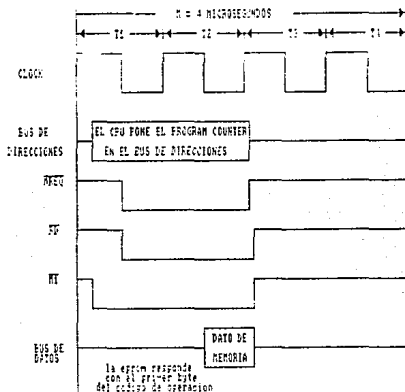 M = 4 MICROSEGUNDOS
T1 T2 T3 T4
CLOCK
BUS DE
DIRECCIONES
EL CPU PONE EL PROGRAM COUNTER
EN EL BUS DE DIRECCIONES
MREQ
RD
M1
BUS DE
DATOS
DATO DE
MEMORIA
la eprom responde
con el primer byte
del codigo de operacion